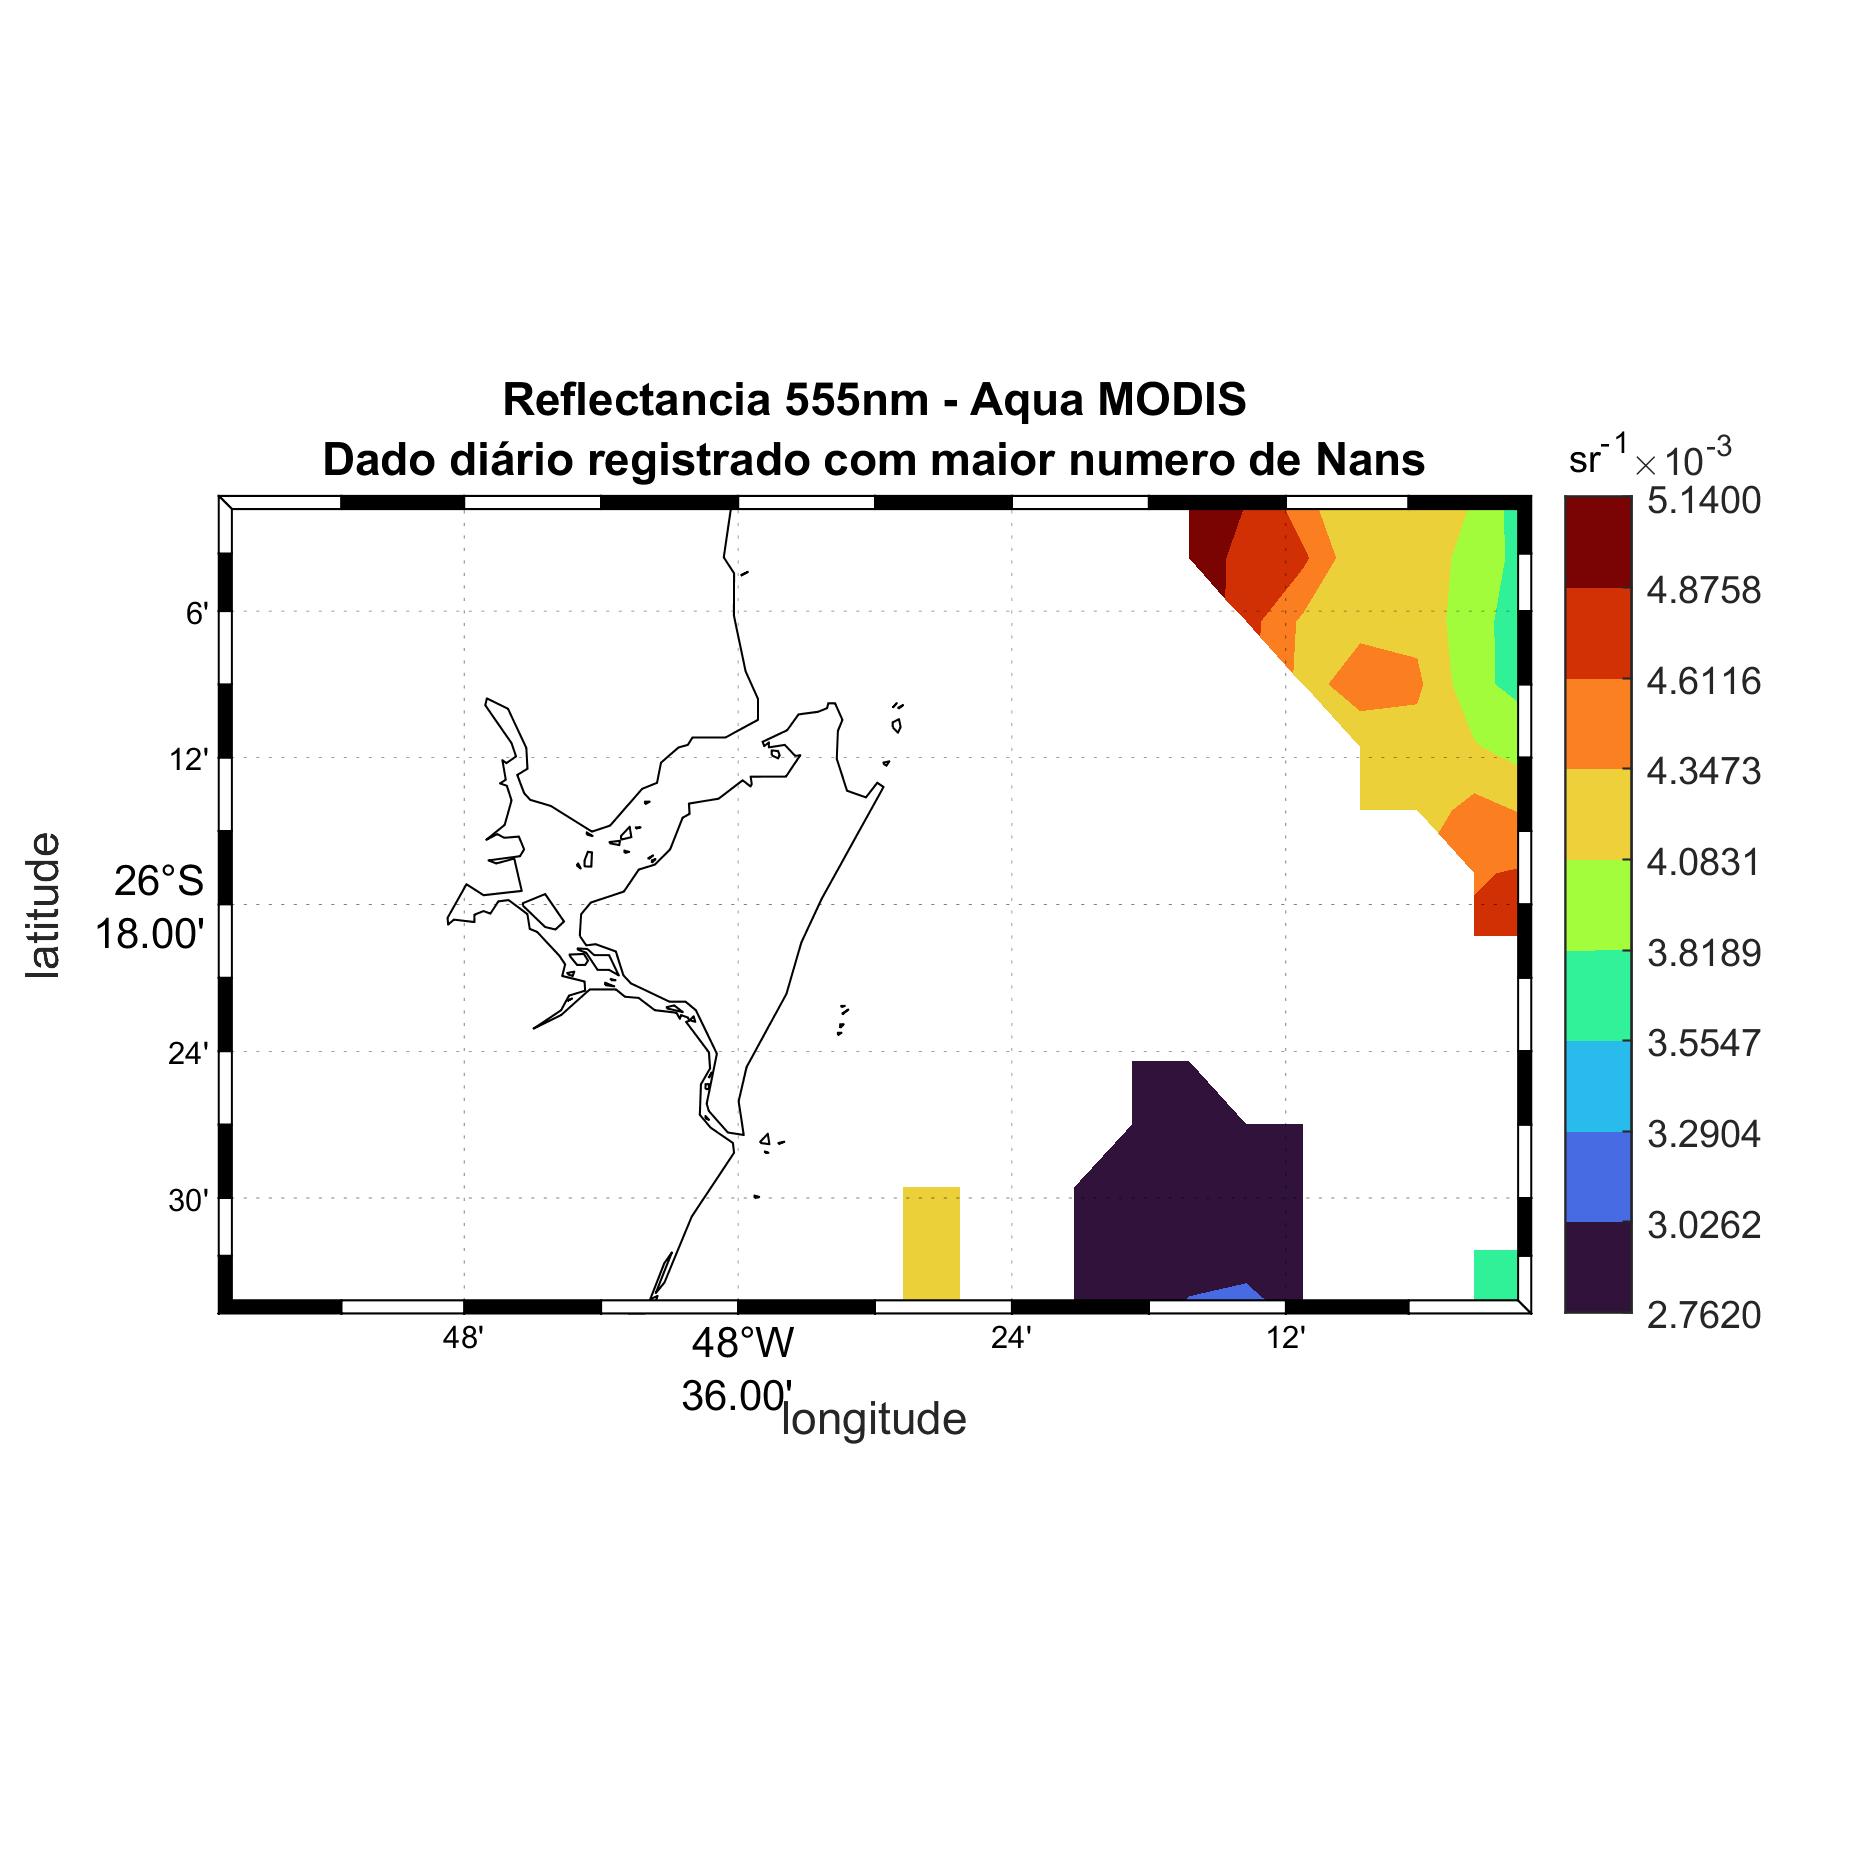 Reflectancia 555nm - Aqua MODIS
Dado diário registrado com maior numero de Nans
sr-1 ×10-3
5.1400
4.8758
4.6116
4.3473
4.0831
3.8189
3.5547
3.2904
3.0262
2.7620
6'
12'
26°S
18.00'
24'
30'
latitude
48'
48°W
36.00'
24'
12'
longitude